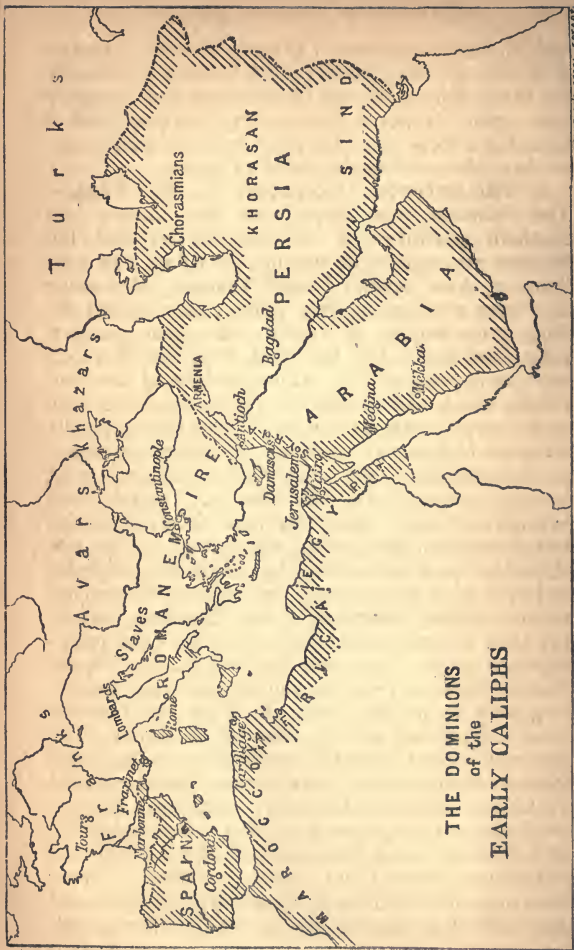 Turks
Khazars
Avars
Slaves
Lombards
Franks
Tours
Narbonne
SPAIN
Cordova
Rome
ROMAN EMPIRE
Constantinople
ARMENIA
Chorasmians
KHORASAN
PERSIA
SIND
Bagdad
Antioch
Damascus
Jerusalem
Cairo
EGYPT
ARABIA
Medina
Mekka
AFRICA
Carthage
MAROCCO
THE DOMINIONS
of the
EARLY CALIPHS